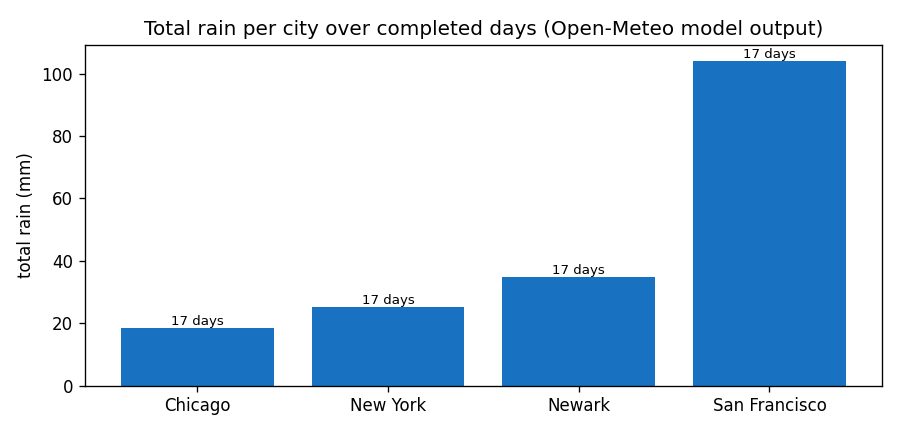 Total rain per city over completed days (Open-Meteo model output)
17 days
100
80
60
40
20
0
total rain (mm)
17 days
17 days
17 days
Chicago
New York
Newark
San Francisco